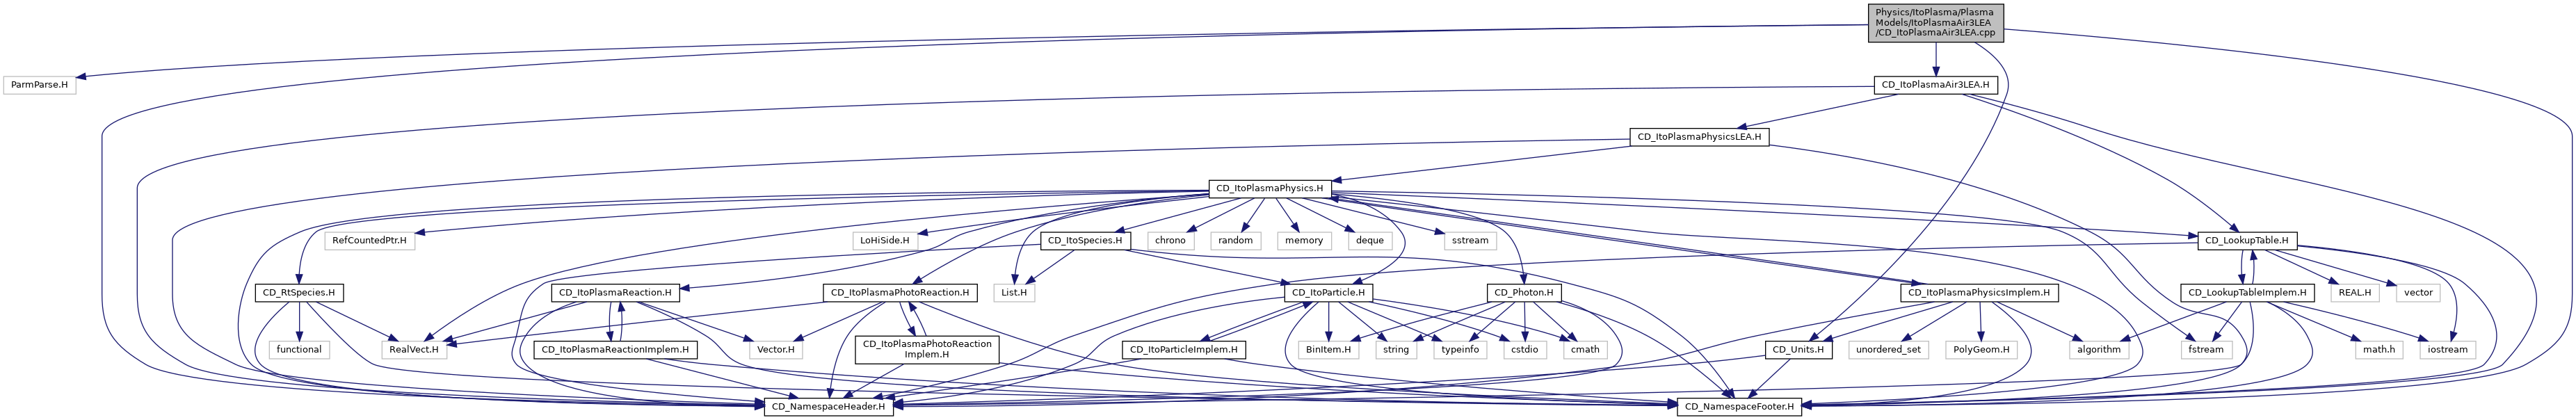 Physics/ItoPlasma/Plasma
Models/ItoPlasmaAir3LEA
/CD_ItoPlasmaAir3LEA.cpp
ParmParse.H
CD_ItoPlasmaAir3LEA.H
CD_ItoPlasmaPhysicsLEA.H
CD_ItoPlasmaPhysics.H
RefCountedPtr.H
LoHiSide.H
CD_ItoSpecies.H
chrono
random
memory
deque
sstream
CD_LookupTable.H
CD_RtSpecies.H
CD_ItoPlasmaReaction.H
CD_ItoPlasmaPhotoReaction.H
List.H
CD_ItoParticle.H
CD_Photon.H
CD_ItoPlasmaPhysicsImplem.H
CD_LookupTableImplem.H
REAL.H
vector
functional
RealVect.H
CD_ItoPlasmaReactionImplem.H
Vector.H
CD_ItoPlasmaPhotoReaction
Implem.H
CD_ItoParticleImplem.H
BinItem.H
string
typeinfo
cstdio
cmath
CD_Units.H
unordered_set
PolyGeom.H
algorithm
fstream
math.h
iostream
CD_NamespaceHeader.H
CD_NamespaceFooter.H